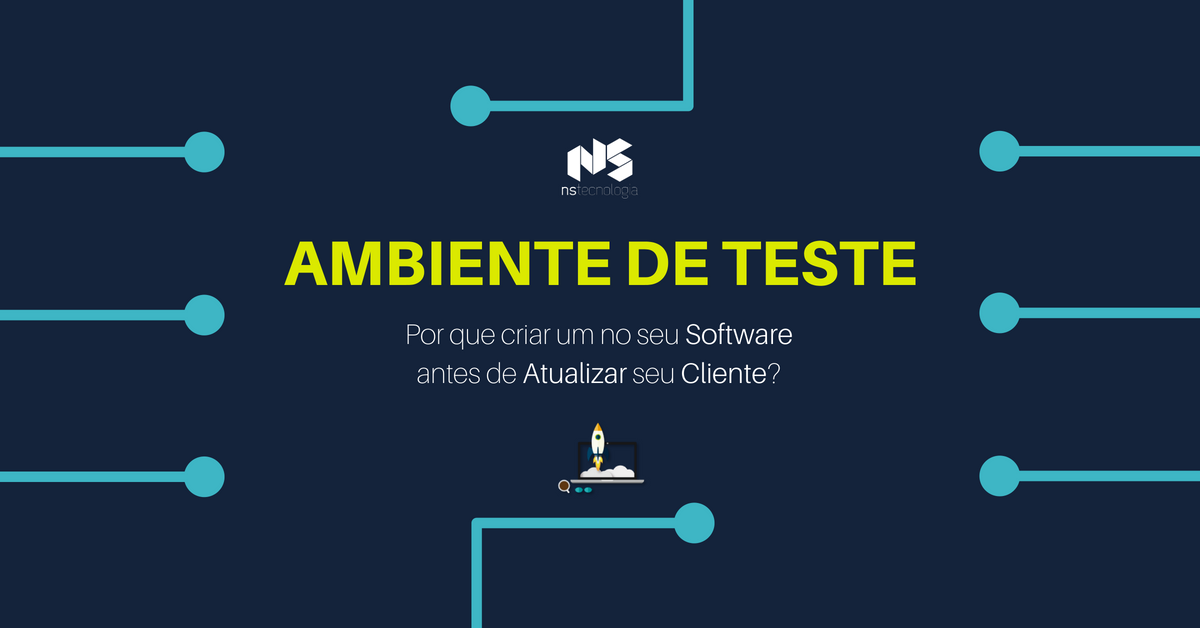 NS
nstecnologia
AMBIENTE DE TESTE
Por que criar um no seu Software
antes de Atualizar seu Cliente?